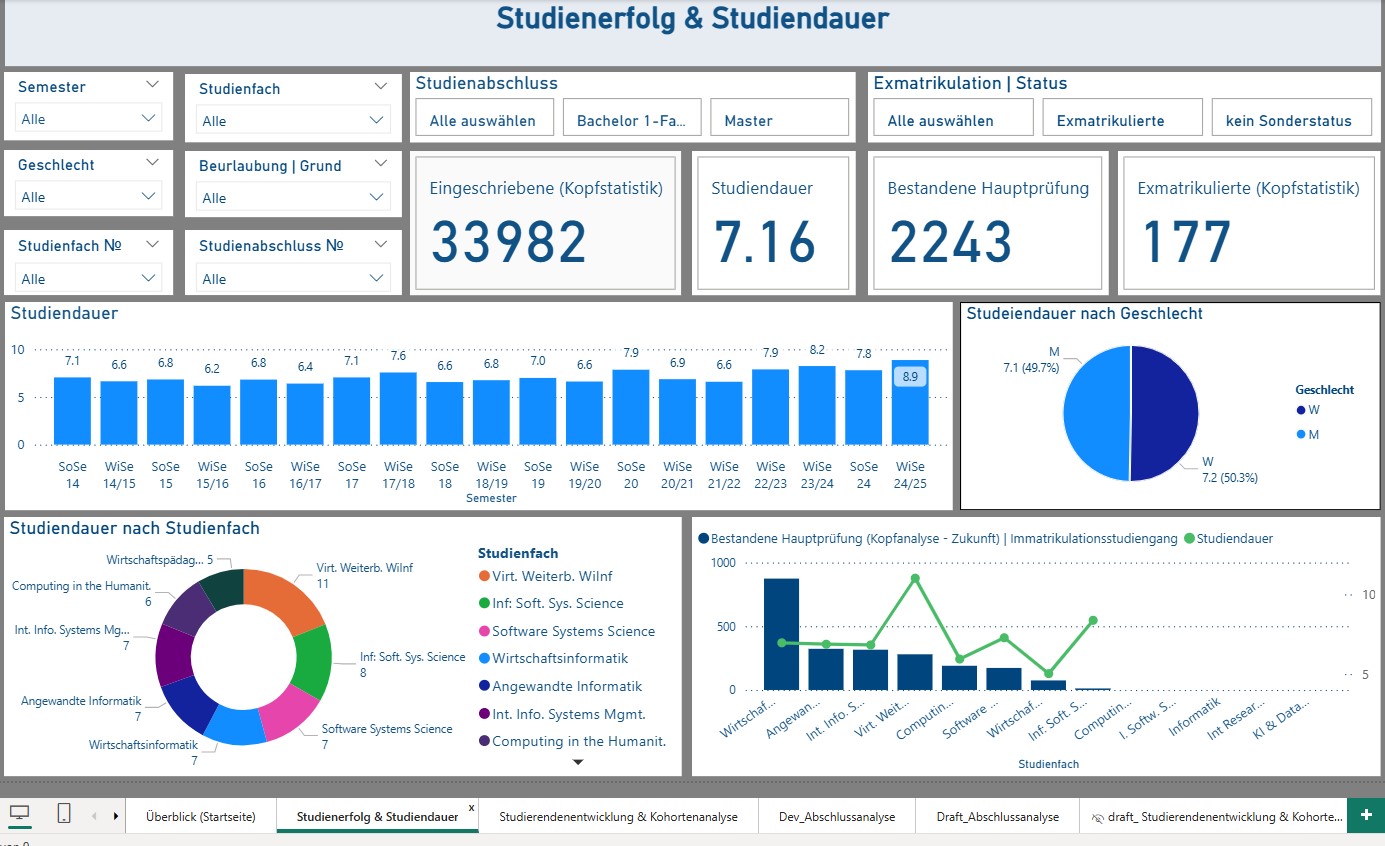 Studienerfolg & Studiendauer
Semester
Alle
Studienfach
Alle
Studienabschluss
Alle auswählen
Bachelor 1-Fa...
Master
Exmatrikulation | Status
Alle auswählen
Exmatrikulierte
kein Sonderstatus
Geschlecht
Alle
Beurlaubung | Grund
Alle
Studienfach №
Alle
Studienabschluss №
Alle
Eingeschriebene (Kopfstatistik)
33982
Studiendauer
7.16
Bestandene Hauptprüfung
2243
Exmatrikulierte (Kopfstatistik)
177
Studiendauer
10
5
0
7.1 6.6 6.8 6.2 6.8 6.4 7.1 7.6 6.6 6.8 7.0 6.6 7.9 6.9 6.6 7.9 8.2 7.8 8.9
SoSe WiSe SoSe WiSe SoSe WiSe SoSe WiSe SoSe WiSe SoSe WiSe SoSe WiSe WiSe WiSe WiSe SoSe WiSe
14 14/15 15 15/16 16 16/17 17 17/18 18 18/19 19 19/20 20 20/21 21/22 22/23 23/24 24 24/25
Semester
Studeiendauer nach Geschlecht
M
7.1 (49.7%)
W
7.2 (50.3%)
Geschlecht
W
M
Studiendauer nach Studienfach
Wirtschaftspädag... 5
Computing in the Humanit.
6
Int. Info. Systems Mg...
7
Angewandte Informatik
7
Wirtschaftsinformatik
7
Virt. Weiterb. WiInf
11
Inf: Soft. Sys. Science
8
Software Systems Science
7
Studienfach
Virt. Weiterb. WiInf
Inf: Soft. Sys. Science
Software Systems Science
Wirtschaftsinformatik
Angewandte Informatik
Int. Info. Systems Mgmt.
Computing in the Humanit.
Bestandene Hauptprüfung (Kopfanalyse - Zukunft) | Immatrikulationsstudiengang
Studiendauer
1000
500
0
10
5
Wirtschaf...
Angewan...
Int. Info. S...
Virt. Weit...
Computin...
Software ...
Wirtschaf...
Inf: Soft. S...
Computin...
I. Softw. S...
Informatik
Int Resear...
KI & Data...
Studienfach
Überblick (Startseite)
Studienerfolg & Studiendauer
x
Studierendenentwicklung & Kohortenanalyse
Dev_Abschlussanalyse
Draft_Abschlussanalyse
draft_ Studierendenentwicklung & Kohorte...
+